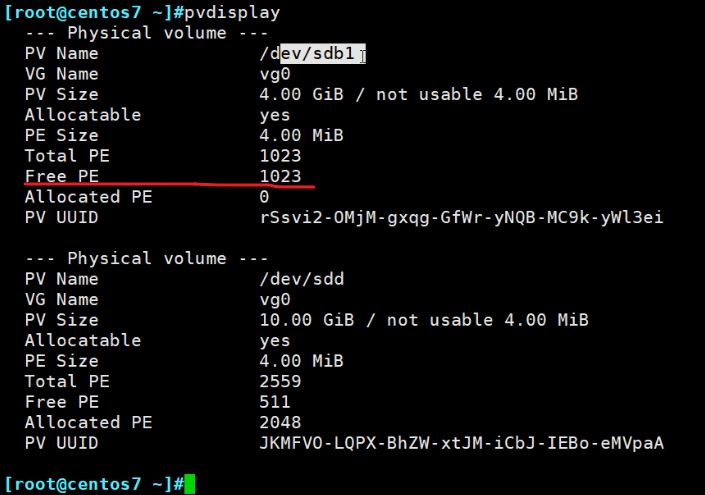 [root@centos7 ~]#pvdisplay
--- Physical volume ---
PV Name /dev/sdb1
VG Name vg0
PV Size 4.00 GiB / not usable 4.00 MiB
Allocatable yes
PE Size 4.00 MiB
Total PE 1023
Free PE 1023
Allocated PE 0
PV UUID rSsvi2-OMjM-gxqg-GfWr-yNQB-MC9k-yWl3ei
--- Physical volume ---
PV Name /dev/sdd
VG Name vg0
PV Size 10.00 GiB / not usable 4.00 MiB
Allocatable yes
PE Size 4.00 MiB
Total PE 2559
Free PE 511
Allocated PE 2048
PV UUID JKMFVO-LQPX-BhZW-xtJM-iCbJ-IEBo-eMVpaA
[root@centos7 ~]#